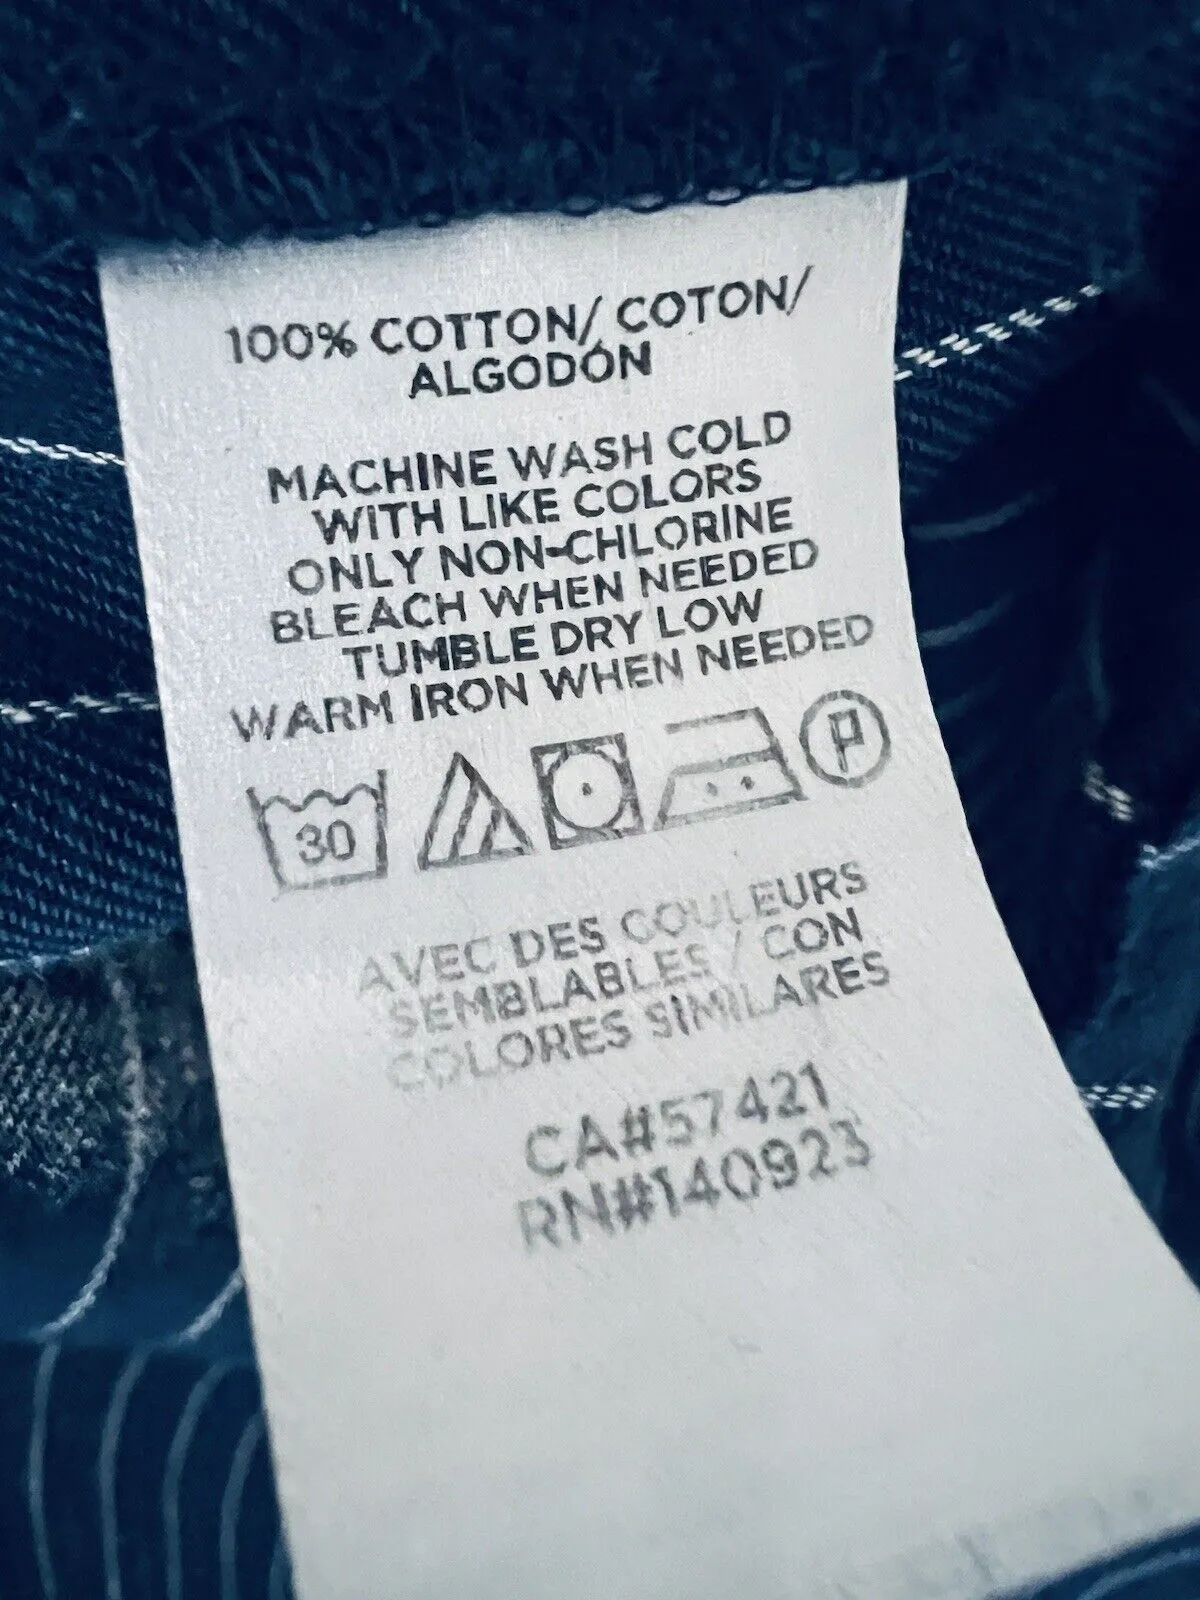 100% COTTON/ COTON/
ALGODÓN
MACHINE WASH COLD
WITH LIKE COLORS
ONLY NON-CHLORINE
BLEACH WHEN NEEDED
TUMBLE DRY LOW
WARM IRON WHEN NEEDED
30 P
AVEC DES COULEURS
SEMBLABLES / CON
COLORES SIMILARES
CA#57421
RN#140923